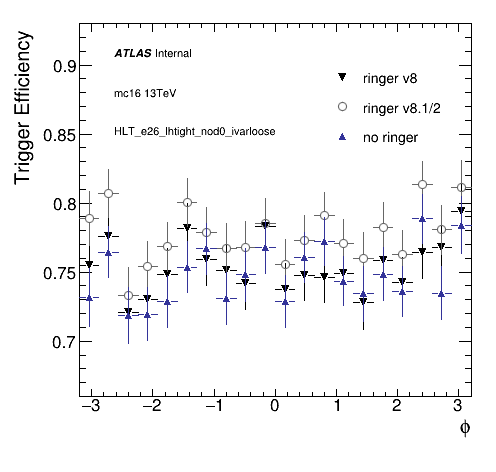 Trigger Efficiency
0.9
0.85
0.8
0.75
0.7
ATLAS Internal
mc16 13TeV
HLT_e26_lhtight_nod0_ivarloose
ringer v8
ringer v8.1/2
no ringer
−3 −2 −1 0 1 2 3
ϕ